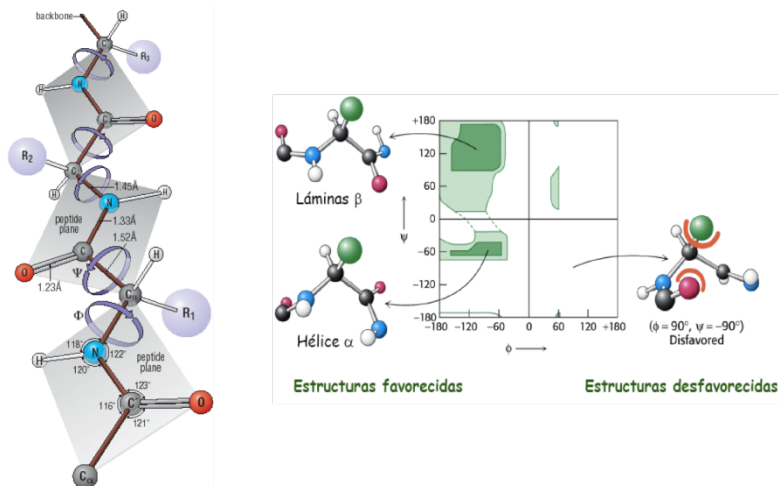 backbone
H
C
R₃
H
N
C
O
R₂
C
H
1.45Å
H
peptide
plane
N
1.33Å
C
1.52Å
H
O
1.23Å
Ψ
Cα
R₁
Φ
118°
N
122°
peptide
plane
H
120°
123°
116°
C
O
121°
Cα
Láminas β
Hélice α
+180
120
60
0
-60
-120
-180
ψ
-180
-120
-60
0
+60
+120
+180
ϕ
(ϕ = 90°, ψ = −90°)
Disfavored
Estructuras favorecidas
Estructuras desfavorecidas